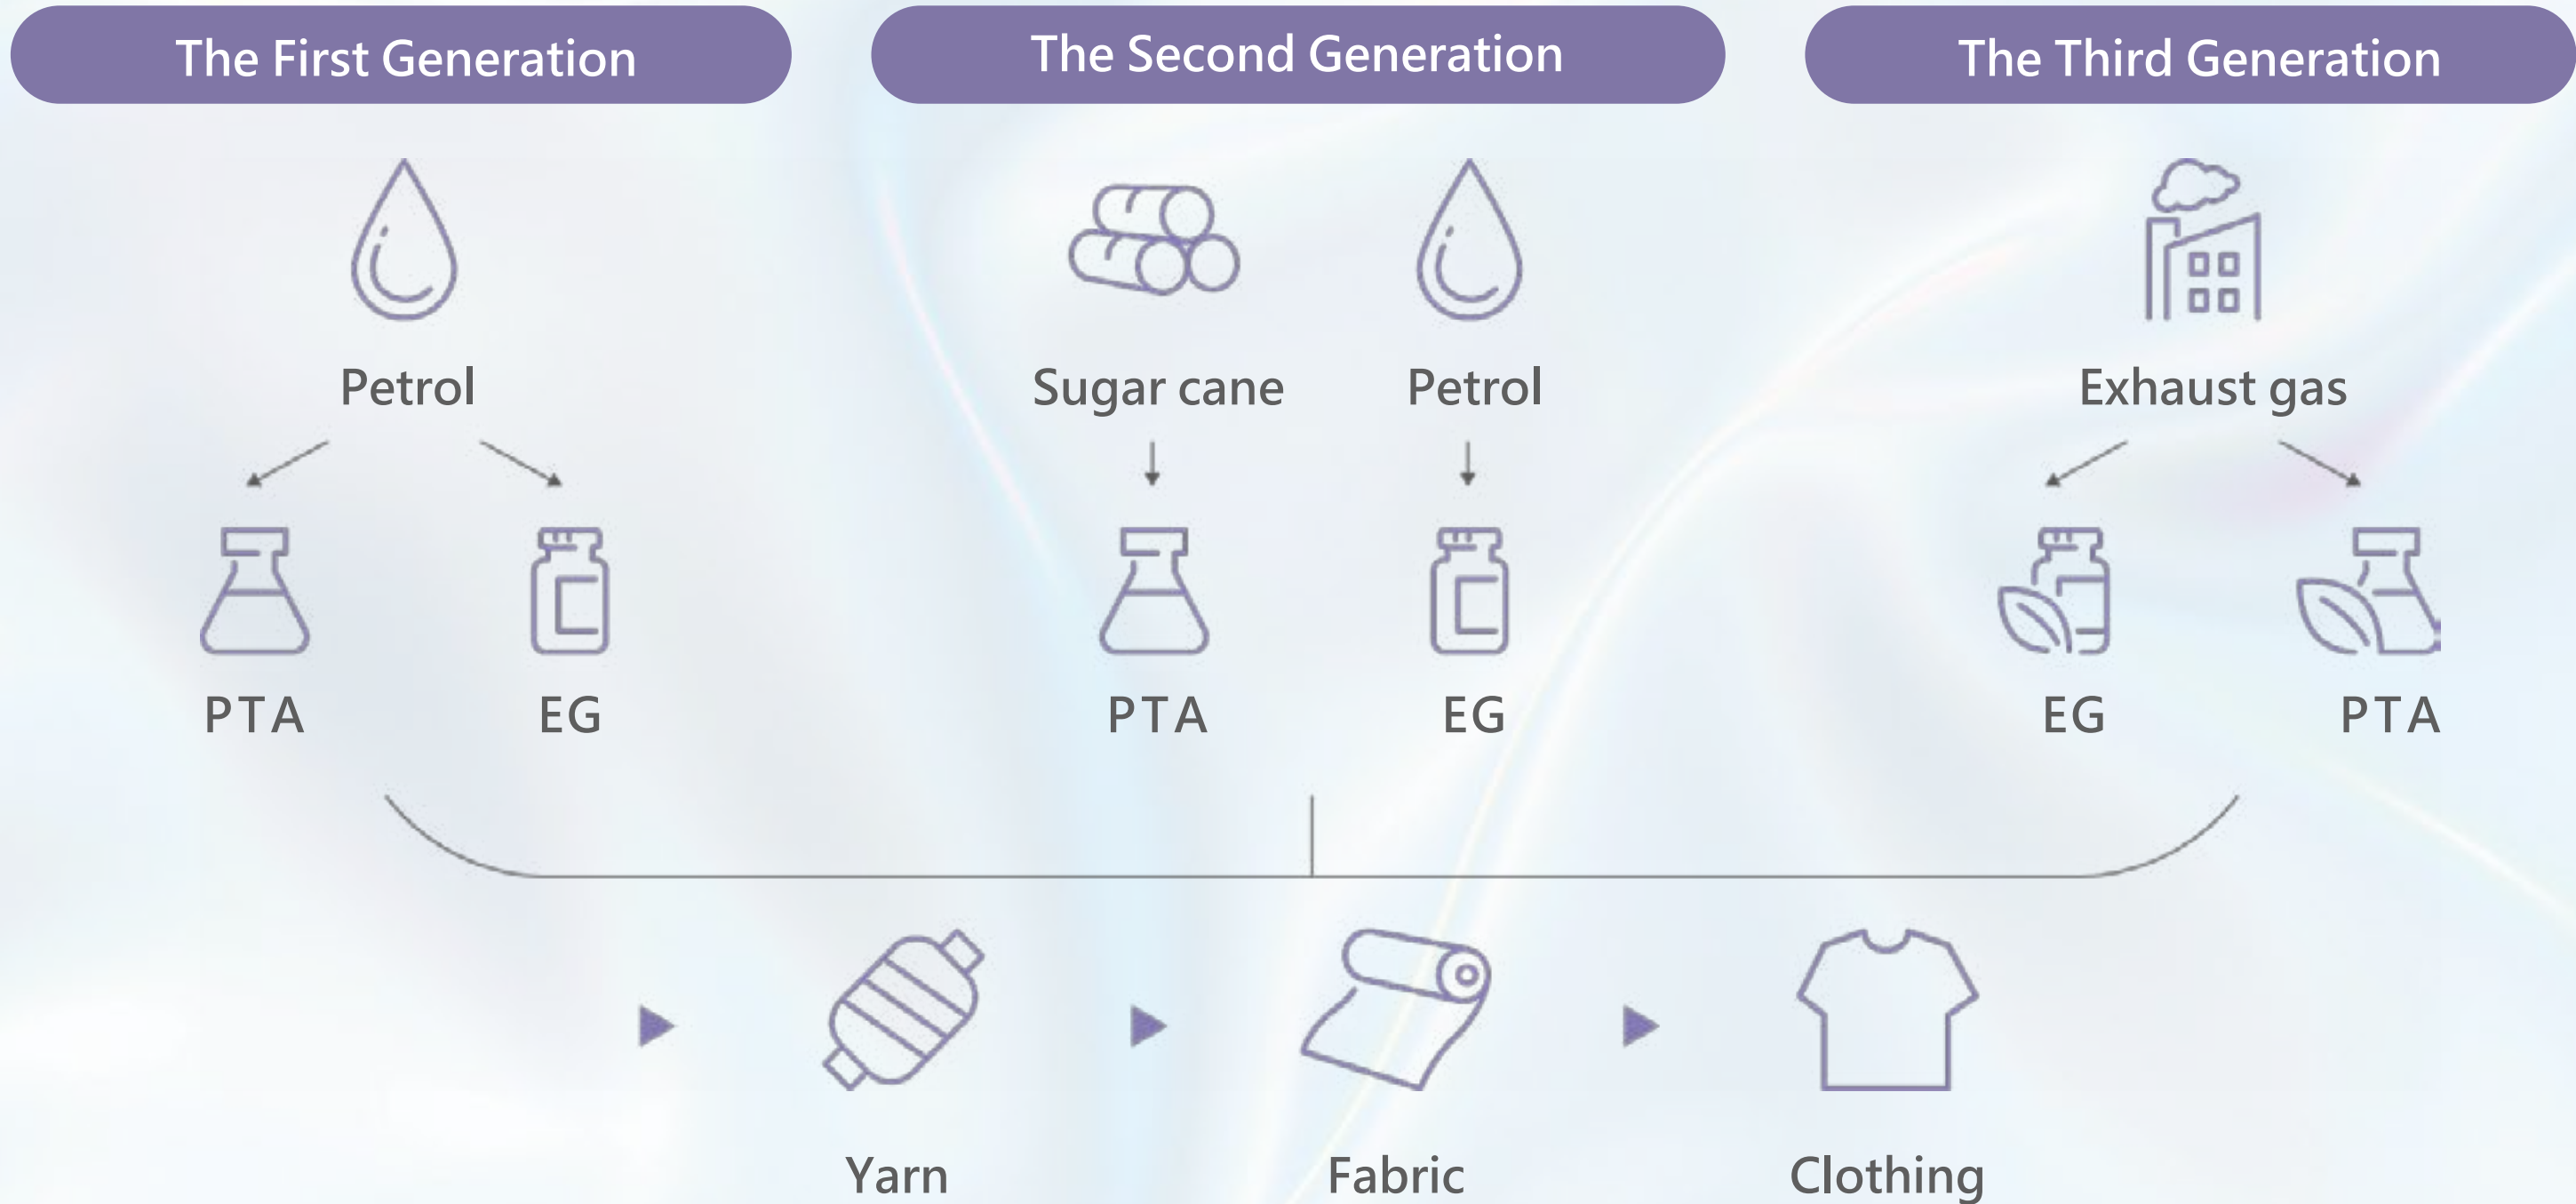 The First Generation
The Second Generation
The Third Generation
Petrol
Sugar cane
Petrol
Exhaust gas
PTA
EG
PTA
EG
EG
PTA
Yarn
Fabric
Clothing